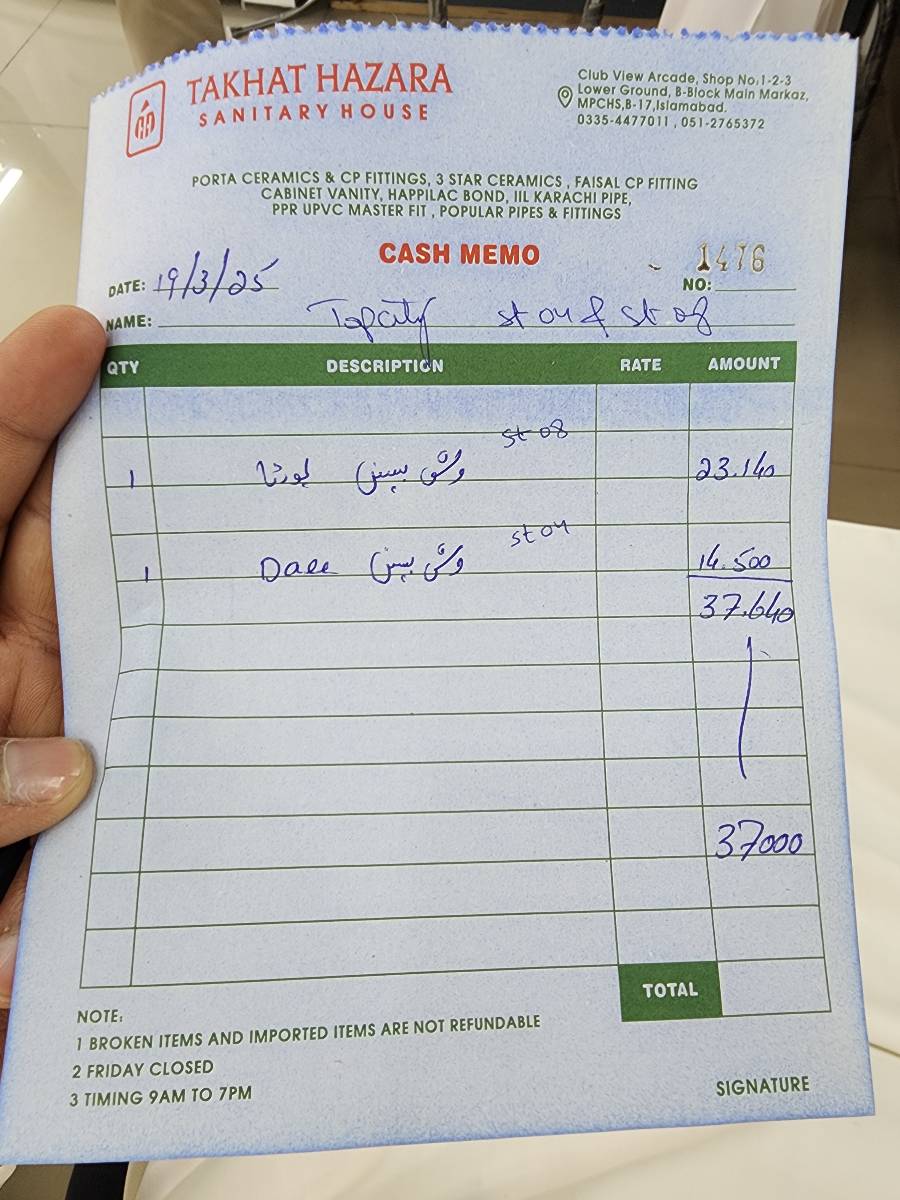 TAKHAT HAZARA
SANITARY HOUSE
Club View Arcade, Shop No,1-2-3
Lower Ground, B-Block Main Markaz,
MPCHS,B-17,Islamabad.
0335-4477011 , 051-2765372
PORTA CERAMICS & CP FITTINGS, 3 STAR CERAMICS , FAISAL CP FITTING
CABINET VANITY, HAPPILAC BOND, IIL KARACHI PIPE,
PPR UPVC MASTER FIT , POPULAR PIPES & FITTINGS
CASH MEMO
1476
DATE: 19/3/25 NO:
NAME: Topcity st 04 & st 08
QTY DESCRIPTION RATE AMOUNT
st 08
1 واش بیسن پورٹا 23.140
st 04
1 واش بیسن 14.500
37.640
37000
TOTAL
NOTE:
1 BROKEN ITEMS AND IMPORTED ITEMS ARE NOT REFUNDABLE
2 FRIDAY CLOSED
3 TIMING 9AM TO 7PM
SIGNATURE